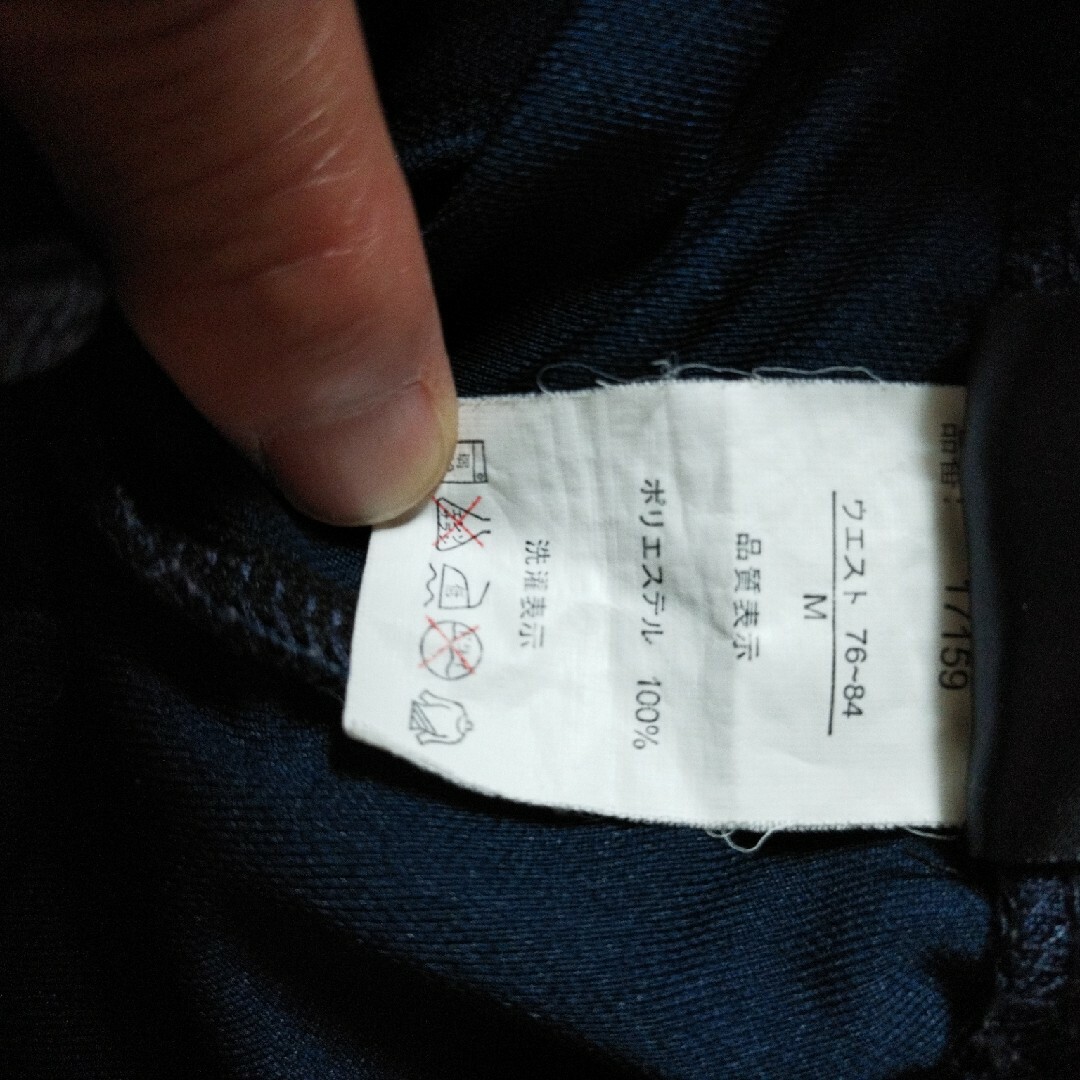 品番: 17159
ウエスト 76~84
M
品質表示
ポリエステル 100%
洗濯表示